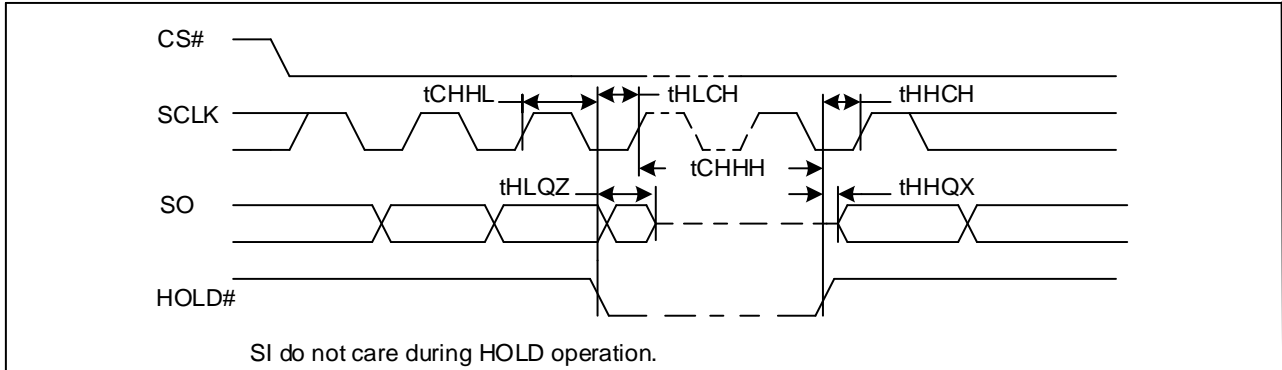 CS#
tCHHL
tHLCH
tHHCH
SCLK
tCHHH
tHLQZ
tHHQX
SO
HOLD#
SI do not care during HOLD operation.